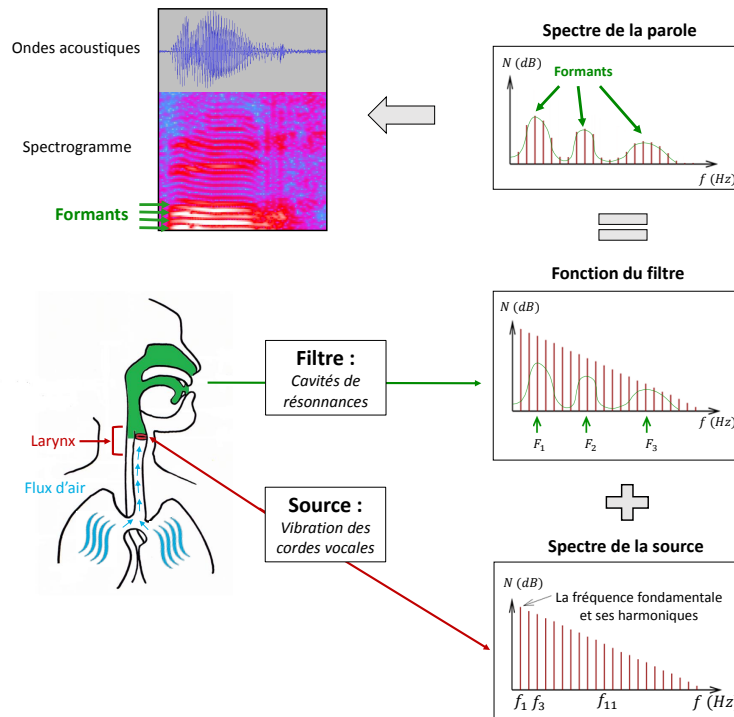 Ondes acoustiques
Spectre de la parole
N (dB)
Formants
f (Hz)
Spectrogramme
Formants
Fonction du filtre
N (dB)
f (Hz)
F₁
F₂
F₃
Filtre :
Cavités de
résonnances
Larynx
Flux d'air
Source :
Vibration des
cordes vocales
Spectre de la source
N (dB)
La fréquence fondamentale
et ses harmoniques
f₁ f₃ f₁₁ f (Hz)